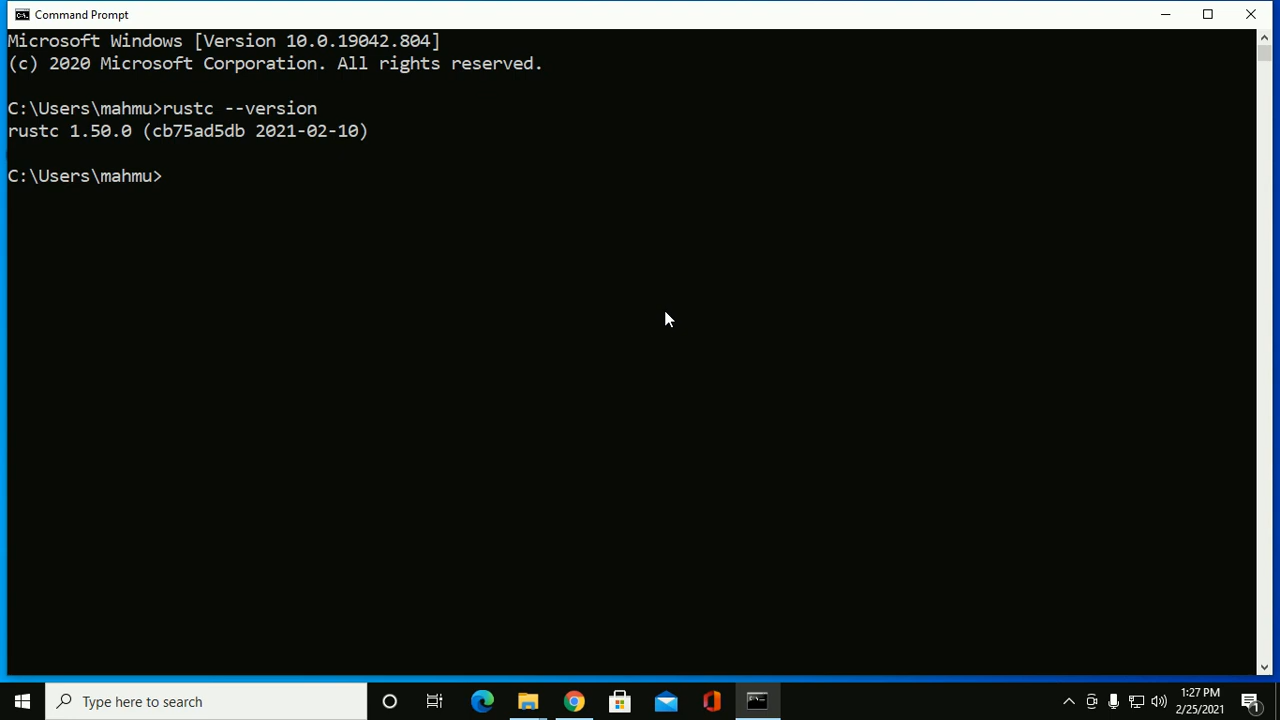 Command Prompt
Microsoft Windows [Version 10.0.19042.804]
(c) 2020 Microsoft Corporation. All rights reserved.
C:\Users\mahmu>rustc --version
rustc 1.50.0 (cb75ad5db 2021-02-10)
C:\Users\mahmu>
Type here to search
1:27 PM
2/25/2021
1